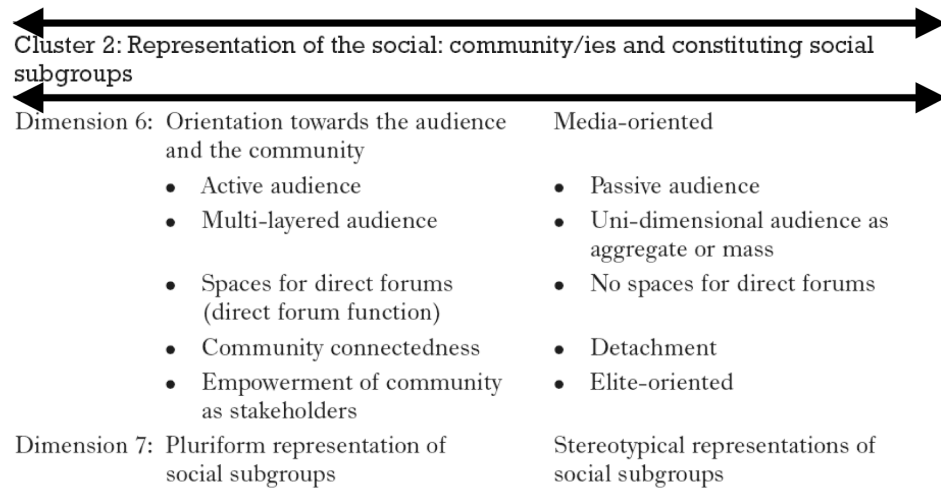 Cluster 2: Representation of the social: community/ies and constituting social
subgroups
Dimension 6: Orientation towards the audience and the community
Media-oriented
• Active audience
• Passive audience
• Multi-layered audience
• Uni-dimensional audience as
aggregate or mass
• Spaces for direct forums
(direct forum function)
• No spaces for direct forums
• Community connectedness
• Detachment
• Empowerment of community
as stakeholders
• Elite-oriented
Dimension 7: Pluriform representation of
social subgroups
Stereotypical representations of
social subgroups